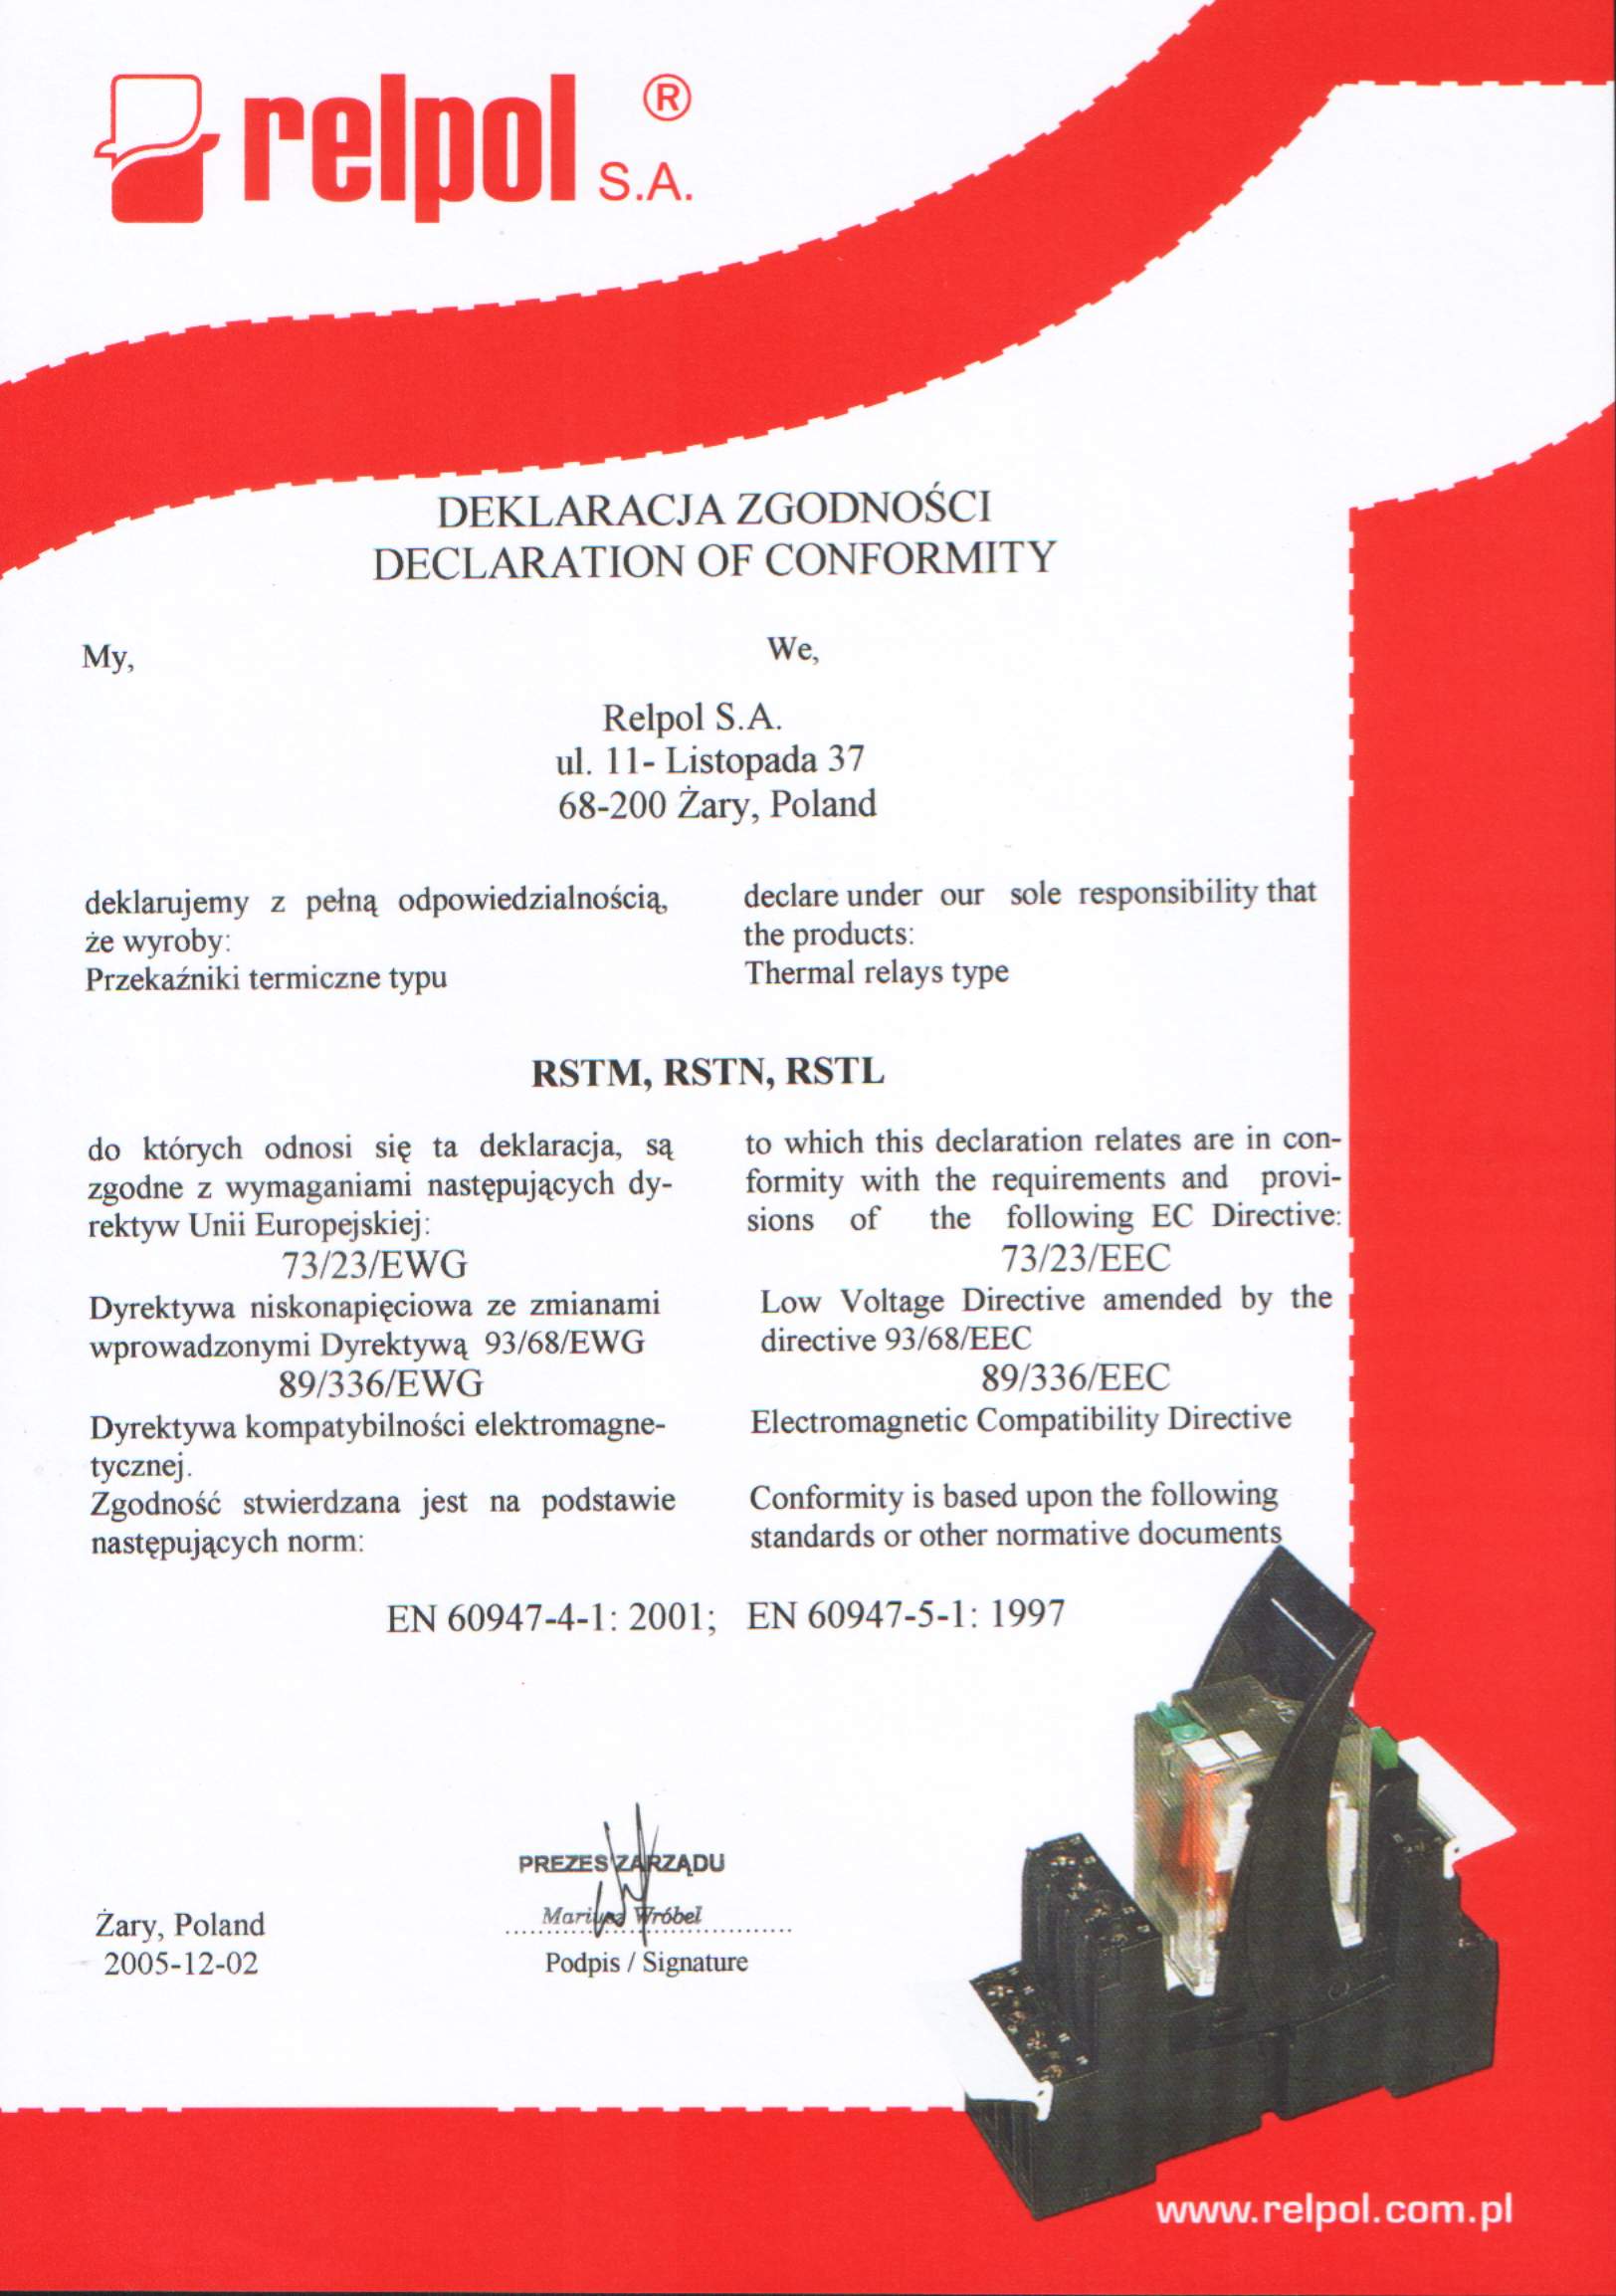 relpol ®
S.A.
DEKLARACJA ZGODNOŚCI
DECLARATION OF CONFORMITY
My,
We,
Relpol S.A.
ul. 11- Listopada 37
68-200 Żary, Poland
deklarujemy z pełną odpowiedzialnością,
że wyroby:
Przekaźniki termiczne typu
declare under our sole responsibility that
the products:
Thermal relays type
RSTM, RSTN, RSTL
do których odnosi się ta deklaracja, są
zgodne z wymaganiami następujących dy-
rektyw Unii Europejskiej:
73/23/EWG
Dyrektywa niskonapięciowa ze zmianami
wprowadzonymi Dyrektywą 93/68/EWG
89/336/EWG
Dyrektywa kompatybilności elektromagne-
tycznej.
Zgodność stwierdzana jest na podstawie
następujących norm:
to which this declaration relates are in con-
formity with the requirements and provi-
sions of the following EC Directive:
73/23/EEC
Low Voltage Directive amended by the
directive 93/68/EEC
89/336/EEC
Electromagnetic Compatibility Directive
Conformity is based upon the following
standards or other normative documents
EN 60947-4-1: 2001; EN 60947-5-1: 1997
PREZES ZARZĄDU
Mariusz Wróbel
Podpis / Signature
Żary, Poland
2005-12-02
www.relpol.com.pl